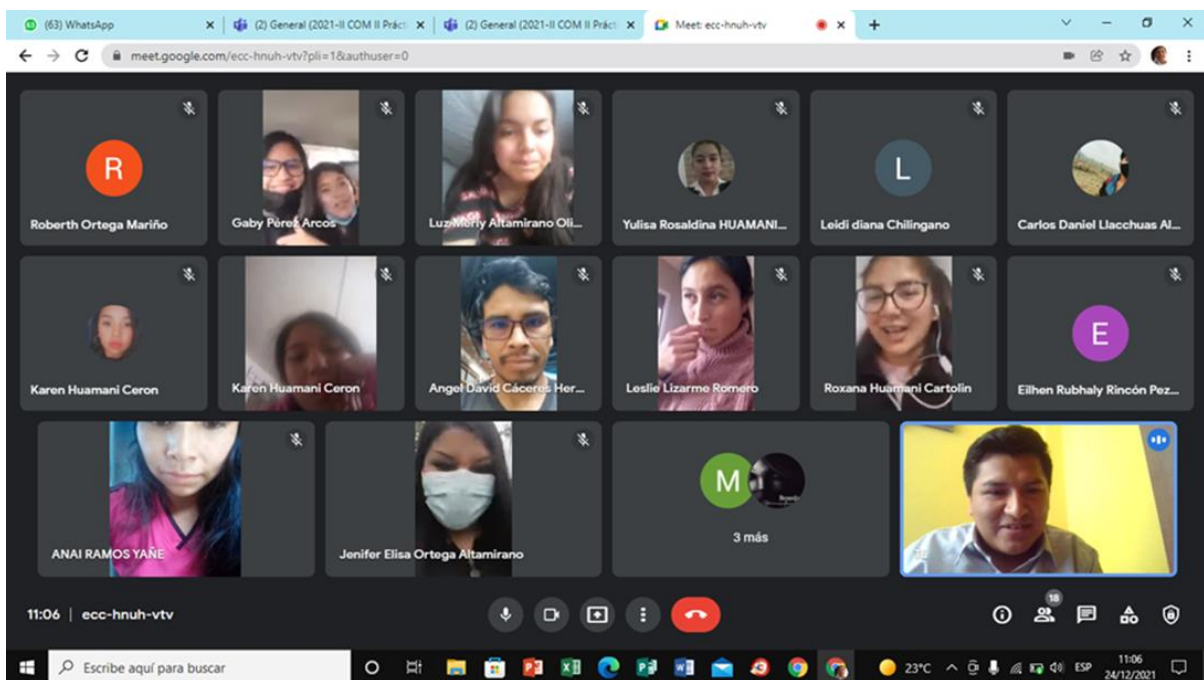 (63) WhatsApp
(2) General (2021-II COM II Práct
(2) General (2021-II COM II Práct
Meet: ecc-hnuh-vtv
meet.google.com/ecc-hnuh-vtv?pli=1&authuser=0
R
Roberth Ortega Mariño
Gaby Pérez Arcos
Luz Merly Altamirano Oli...
Yulisa Rosaldina HUAMANI...
L
Leidi diana Chilingano
Carlos Daniel Llacchuas Al...
Karen Huamani Ceron
Karen Huamani Ceron
Angel David Cáceres Her...
Leslie Lizarme Romero
Roxana Huamani Cartolin
E
Eilhen Rubhaly Rincón Pez...
ANAI RAMOS YAÑE
Jenifer Elisa Ortega Altamirano
M
3 más
11:06 | ecc-hnuh-vtv
18
Escribe aquí para buscar
23°C
ESP
11:06
24/12/2021